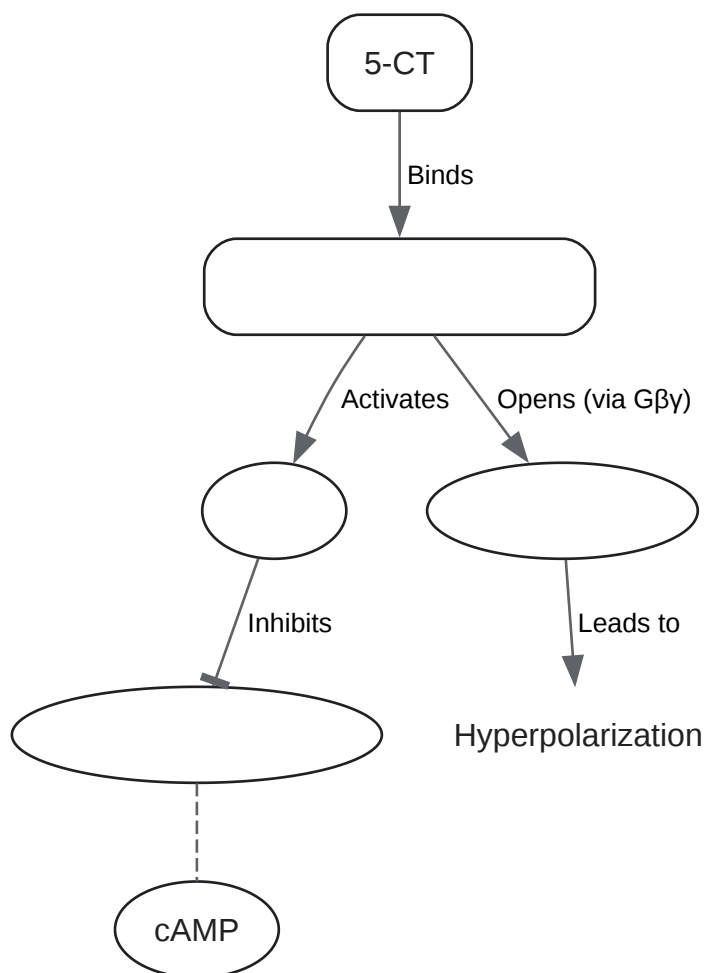 5-CT
Binds
Activates
Opens (via Gβγ)
Inhibits
Leads to
Hyperpolarization
cAMP